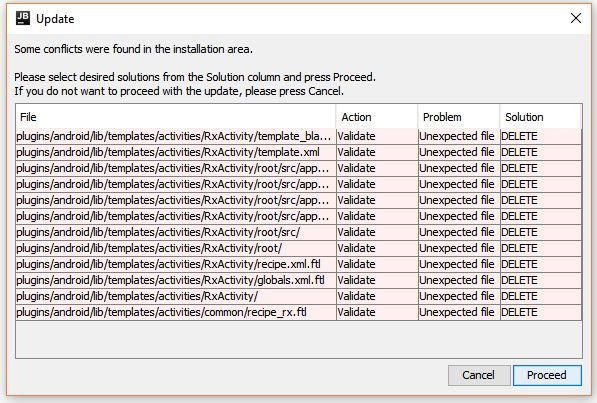 JB
Update
Some conflicts were found in the installation area.
Please select desired solutions from the Solution column and press Proceed.
If you do not want to proceed with the update, please press Cancel.
File Action Problem Solution
plugins/android/lib/templates/activities/RxActivity/template_bla... Validate Unexpected file DELETE
plugins/android/lib/templates/activities/RxActivity/template.xml Validate Unexpected file DELETE
plugins/android/lib/templates/activities/RxActivity/root/src/app... Validate Unexpected file DELETE
plugins/android/lib/templates/activities/RxActivity/root/src/app... Validate Unexpected file DELETE
plugins/android/lib/templates/activities/RxActivity/root/src/app... Validate Unexpected file DELETE
plugins/android/lib/templates/activities/RxActivity/root/src/app... Validate Unexpected file DELETE
plugins/android/lib/templates/activities/RxActivity/root/src/ Validate Unexpected file DELETE
plugins/android/lib/templates/activities/RxActivity/root/ Validate Unexpected file DELETE
plugins/android/lib/templates/activities/RxActivity/recipe.xml.ftl Validate Unexpected file DELETE
plugins/android/lib/templates/activities/RxActivity/globals.xml.ftl Validate Unexpected file DELETE
plugins/android/lib/templates/activities/RxActivity/ Validate Unexpected file DELETE
plugins/android/lib/templates/activities/common/recipe_rx.ftl Validate Unexpected file DELETE
Cancel Proceed